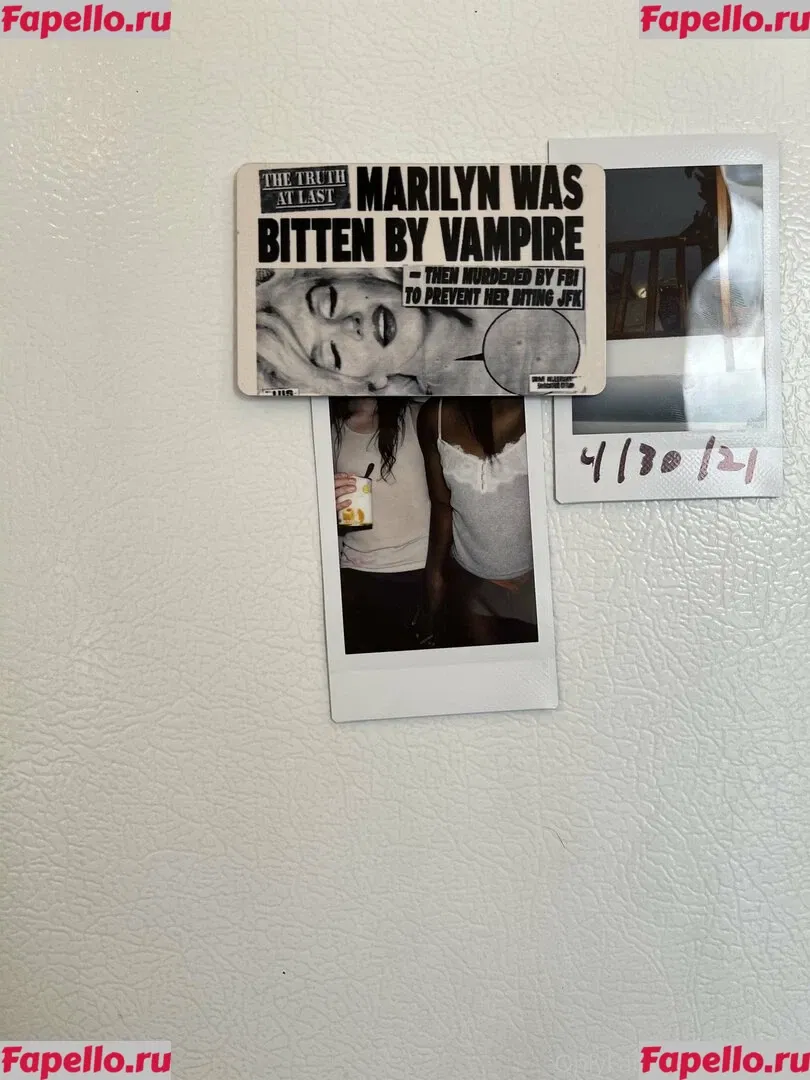 Fapello.ru
Fapello.ru
THE TRUTH
AT LAST
MARILYN WAS
BITTEN BY VAMPIRE
– THEN MURDERED BY FBI
TO PREVENT HER BITING JFK
4/30/21
Fapello.ru
Fapello.ru